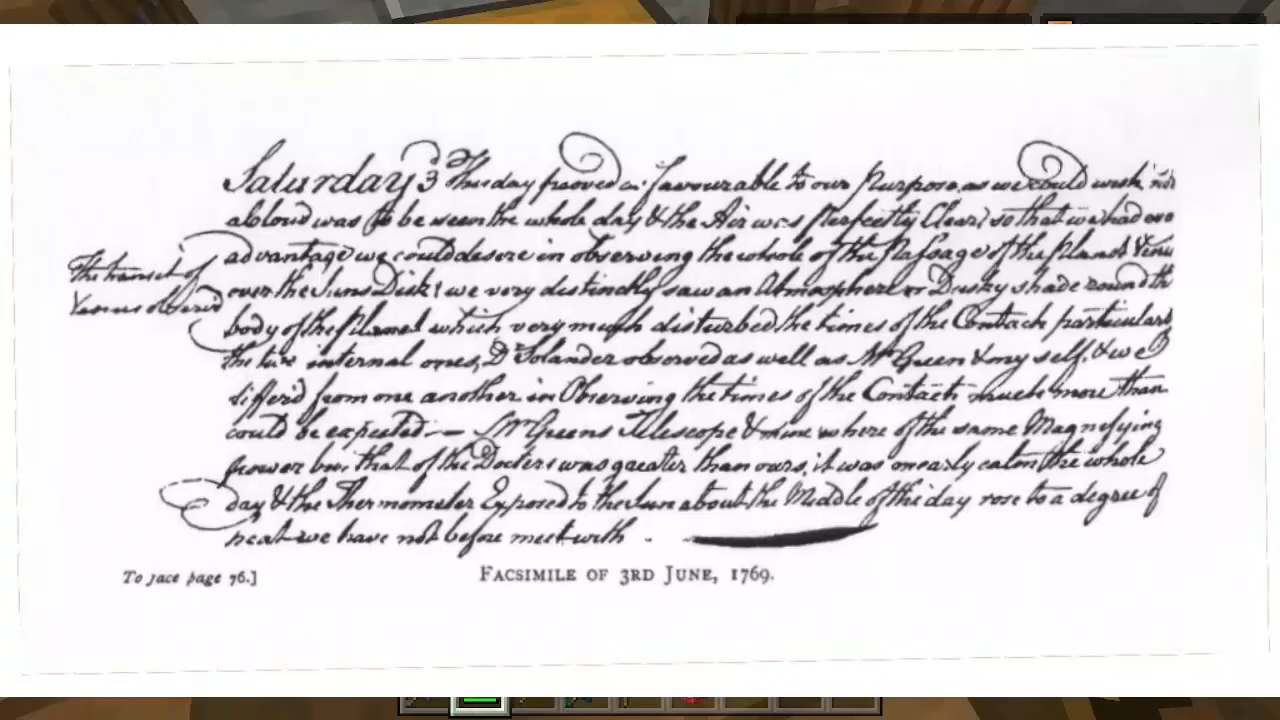 Saturday 3 This day proved as favourable to our Purpose as we could wish, not
a Cloud was to be seen the whole day & the Air was perfectly Clear, so that we had every
advantage we could desire in observing the whole of the Passage of the Planet Venus
The transet of
Venus observed
over the Suns Disk: we very distinctly saw an Atmosphere or Dusky shade round the
body of the Planet which very much disturbed the times of the Contacts particularly
the two internal ones, Dr Solander observed as well as Mr Green & my self, & we
differ'd from one another in Observing the times of the Contacts much more than
could be expected — Mr Greens Telescope & mine where of the same Magnifying
power but that of the Docters was greater than ours, it was nearly calm the whole
day & the Thermometer Exposed to the Sun about the Middle of the day rose to a degree of
heat we have not before meet with .
To face page 76.]
FACSIMILE OF 3RD JUNE, 1769.